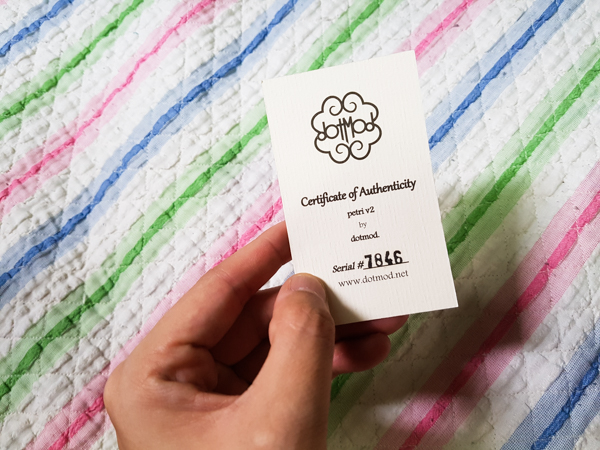 dotMod
Certificate of Authenticity
petri v2
by
dotmod.
Serial #7846
www.dotmod.net